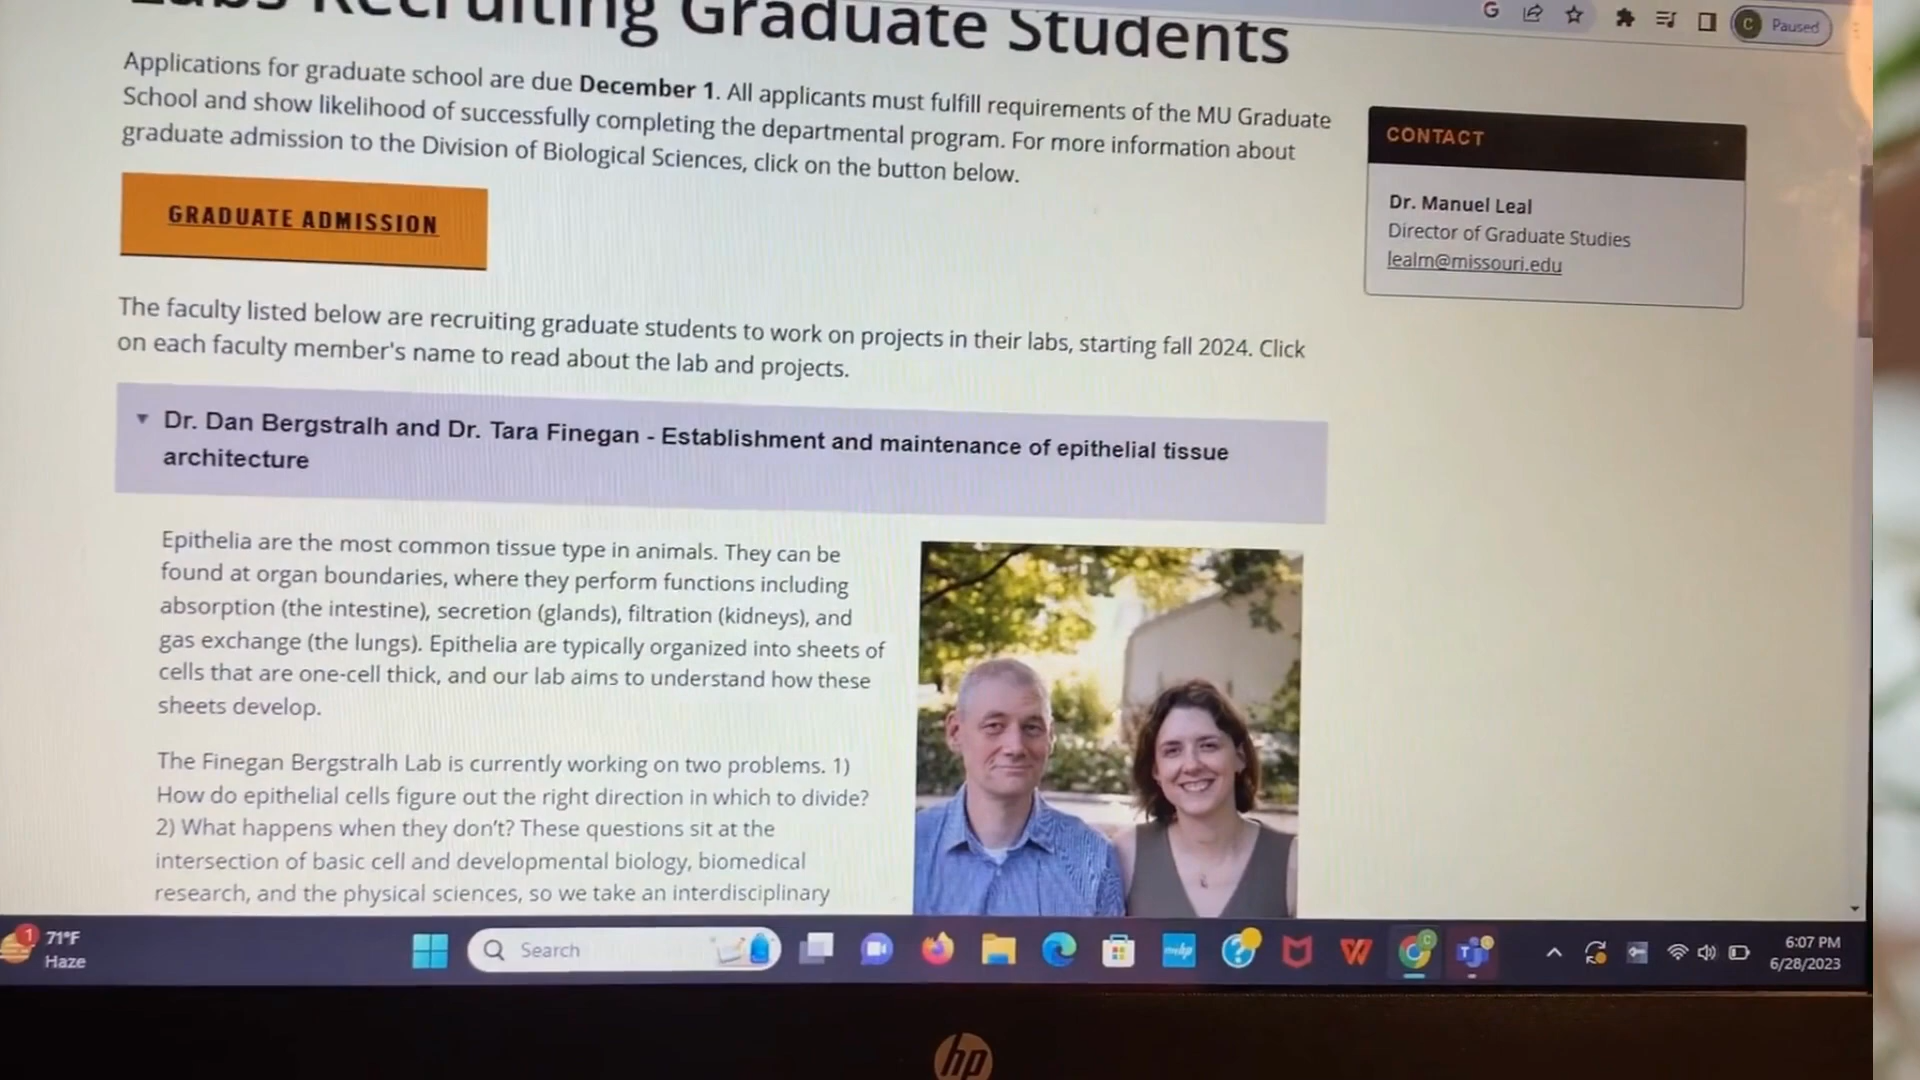 Labs Recruiting Graduate Students
Paused
Applications for graduate school are due December 1. All applicants must fulfill requirements of the MU Graduate
School and show likelihood of successfully completing the departmental program. For more information about
graduate admission to the Division of Biological Sciences, click on the button below.
GRADUATE ADMISSION
CONTACT
Dr. Manuel Leal
Director of Graduate Studies
lealm@missouri.edu
The faculty listed below are recruiting graduate students to work on projects in their labs, starting fall 2024. Click
on each faculty member's name to read about the lab and projects.
Dr. Dan Bergstralh and Dr. Tara Finegan - Establishment and maintenance of epithelial tissue
architecture
Epithelia are the most common tissue type in animals. They can be
found at organ boundaries, where they perform functions including
absorption (the intestine), secretion (glands), filtration (kidneys), and
gas exchange (the lungs). Epithelia are typically organized into sheets of
cells that are one-cell thick, and our lab aims to understand how these
sheets develop.
The Finegan Bergstralh Lab is currently working on two problems. 1)
How do epithelial cells figure out the right direction in which to divide?
2) What happens when they don't? These questions sit at the
intersection of basic cell and developmental biology, biomedical
research, and the physical sciences, so we take an interdisciplinary
1
71°F
Haze
Search
myhp
6:07 PM
6/28/2023
hp